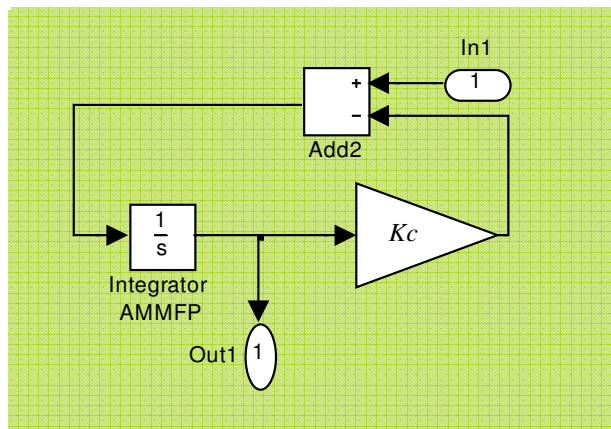 In1
1
+
−
Add2
1
s
Kc
Integrator
AMMFP
Out1
1